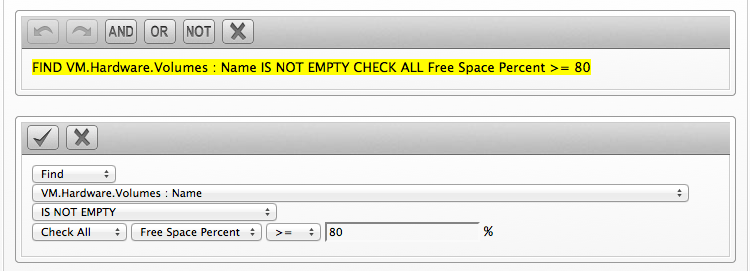 AND OR NOT
FIND VM.Hardware.Volumes : Name IS NOT EMPTY CHECK ALL Free Space Percent >= 80
Find
VM.Hardware.Volumes : Name
IS NOT EMPTY
Check All Free Space Percent >= 80 %